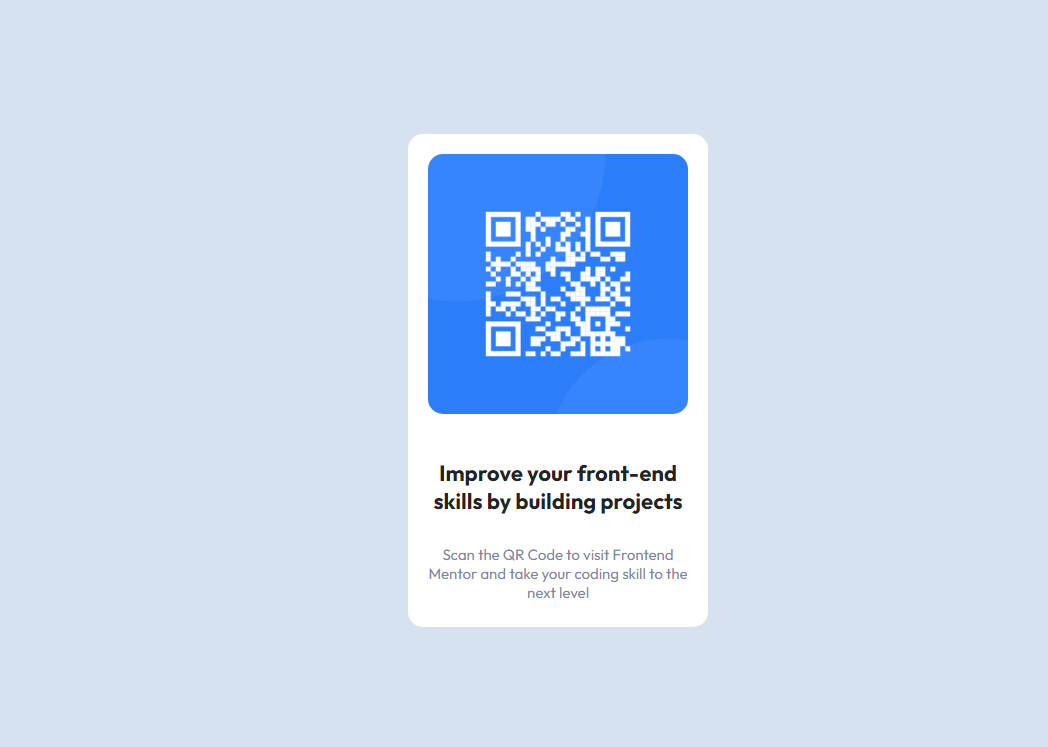 Improve your front-end
skills by building projects
Scan the QR Code to visit Frontend
Mentor and take your coding skill to the
next level